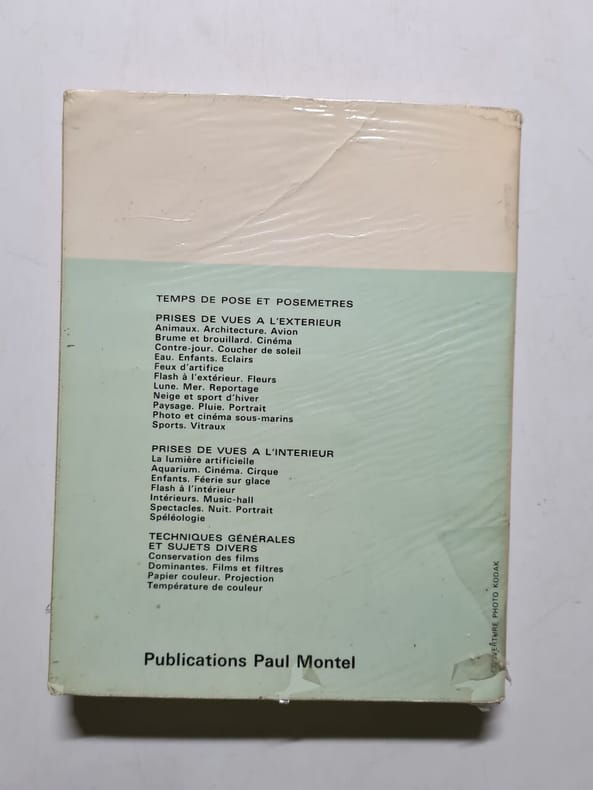 TEMPS DE POSE ET POSEMETRES
PRISES DE VUES A L'EXTERIEUR
Animaux. Architecture. Avion
Brume et brouillard. Cinéma
Contre-jour. Coucher de soleil
Eau. Enfants. Eclairs
Feux d'artifice
Flash à l'extérieur. Fleurs
Lune. Mer. Reportage
Neige et sport d'hiver
Paysage. Pluie. Portrait
Photo et cinéma sous-marins
Sports. Vitraux
PRISES DE VUES A L'INTERIEUR
La lumière artificielle
Aquarium. Cinéma. Cirque
Enfants. Féerie sur glace
Flash à l'intérieur
Intérieurs. Music-hall
Spectacles. Nuit. Portrait
Spéléologie
TECHNIQUES GÉNÉRALES
ET SUJETS DIVERS
Conservation des films
Dominantes. Films et filtres
Papier couleur. Projection
Température de couleur
Publications Paul Montel
COUVERTURE PHOTO KODAK